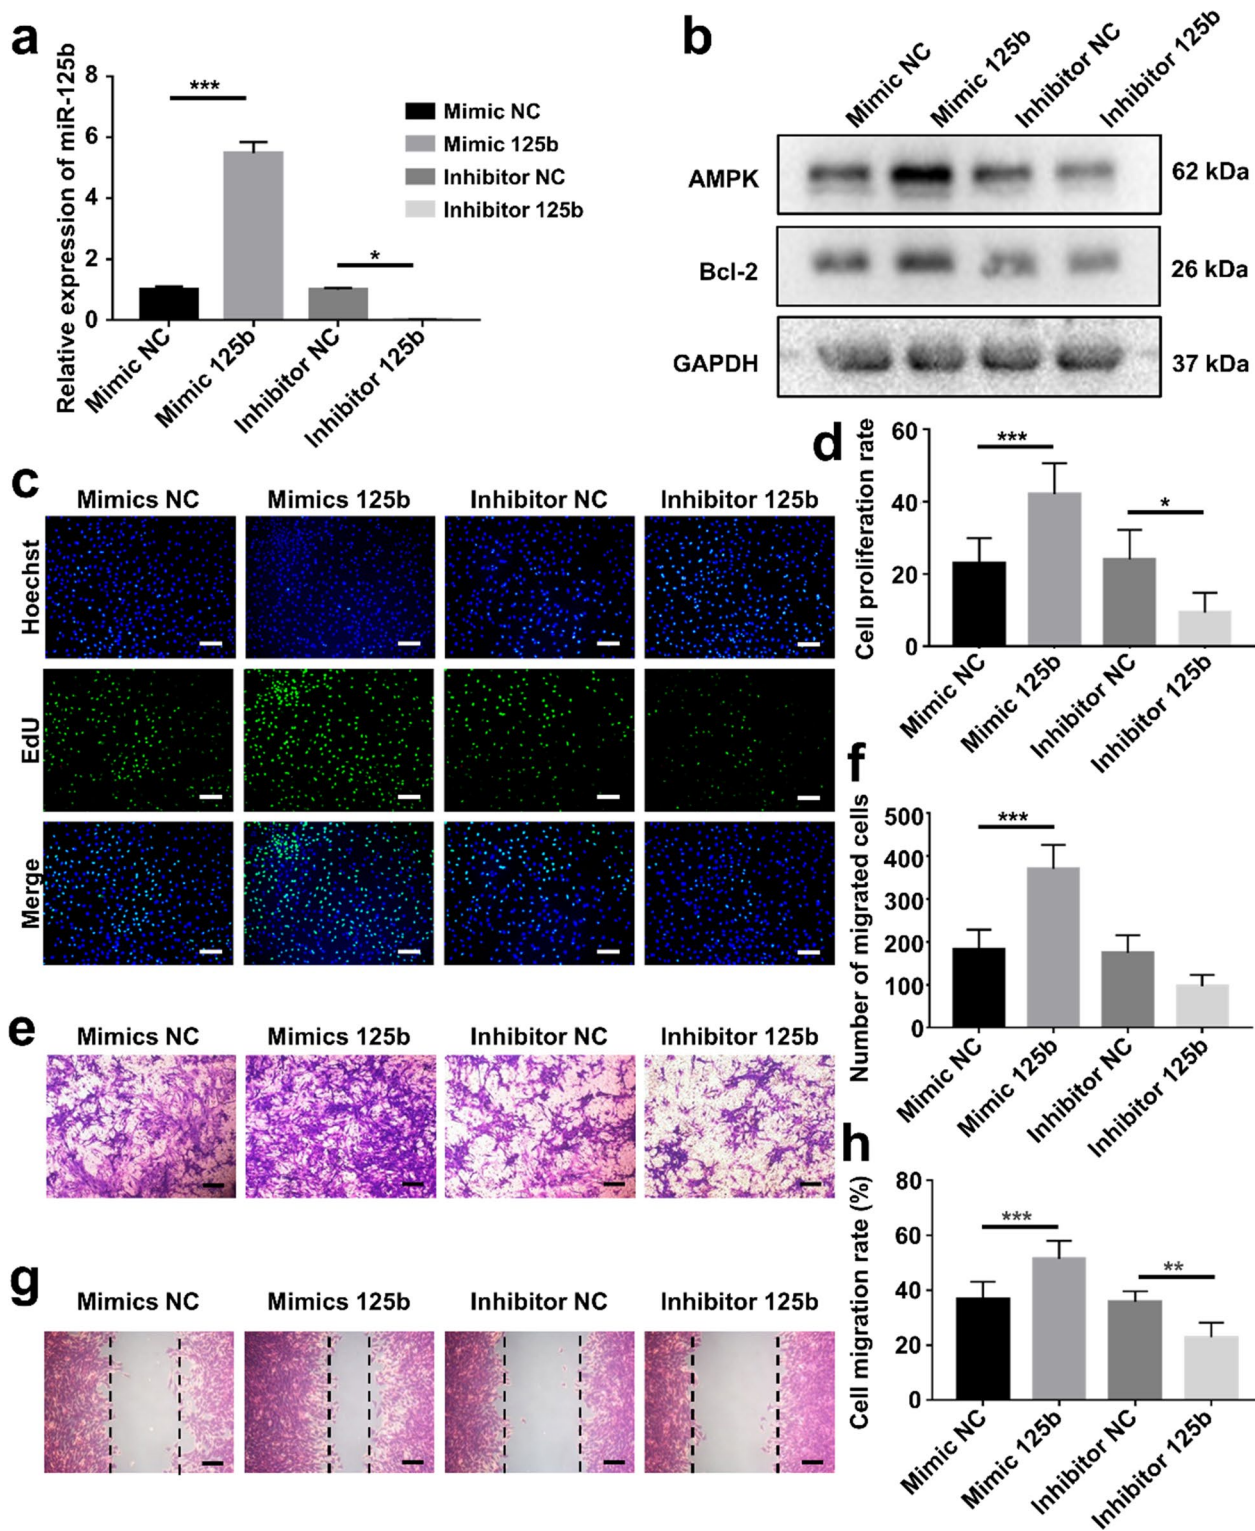 a
Relative expression of miR-125b
8
6
4
2
0
***
*
Mimic NC
Mimic 125b
Inhibitor NC
Inhibitor 125b
Mimic NC
Mimic 125b
Inhibitor NC
Inhibitor 125b
b
Mimic NC
Mimic 125b
Inhibitor NC
Inhibitor 125b
AMPK
62 kDa
Bcl-2
26 kDa
GAPDH
37 kDa
c
Mimics NC
Mimics 125b
Inhibitor NC
Inhibitor 125b
Hoechst
EdU
Merge
d
Cell proliferation rate
60
40
20
0
***
*
Mimic NC
Mimic 125b
Inhibitor NC
Inhibitor 125b
e
Mimics NC
Mimics 125b
Inhibitor NC
Inhibitor 125b
f
Number of migrated cells
500
400
300
200
100
0
***
Mimic NC
Mimic 125b
Inhibitor NC
Inhibitor 125b
g
Mimics NC
Mimics 125b
Inhibitor NC
Inhibitor 125b
h
Cell migration rate (%)
80
60
40
20
0
***
**
Mimic NC
Mimic 125b
Inhibitor NC
Inhibitor 125b